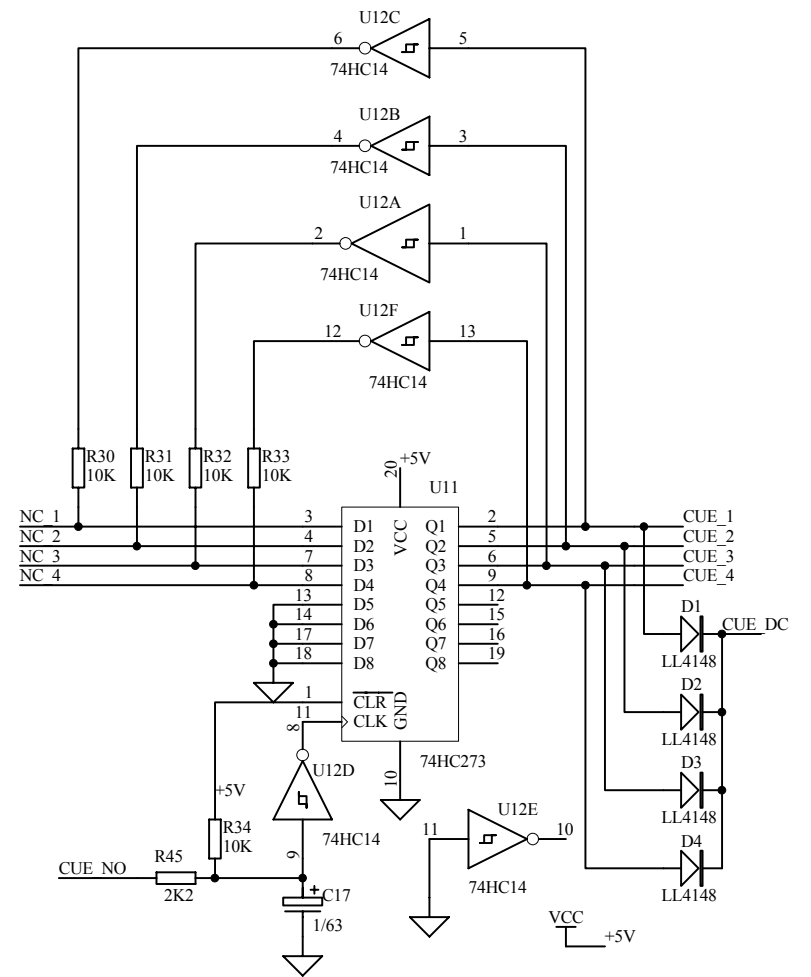 U12C
6
5
74HC14
U12B
4
3
74HC14
U12A
2
1
74HC14
U12F
12
13
74HC14
R30
10K
R31
10K
R32
10K
R33
10K
20
+5V
U11
NC_1
NC_2
NC_3
NC_4
3
4
7
8
13
14
17
18
1
11
D1
D2
D3
D4
D5
D6
D7
D8
CLR
CLK
VCC
GND
Q1
Q2
Q3
Q4
Q5
Q6
Q7
Q8
2
5
6
9
12
15
16
19
CUE_1
CUE_2
CUE_3
CUE_4
D1
CUE_DC
LL4148
D2
LL4148
D3
LL4148
D4
LL4148
10
74HC273
8
U12D
74HC14
9
+5V
R34
10K
CUE_NO
R45
2K2
+
C17
1/63
U12E
11
10
74HC14
VCC
+5V